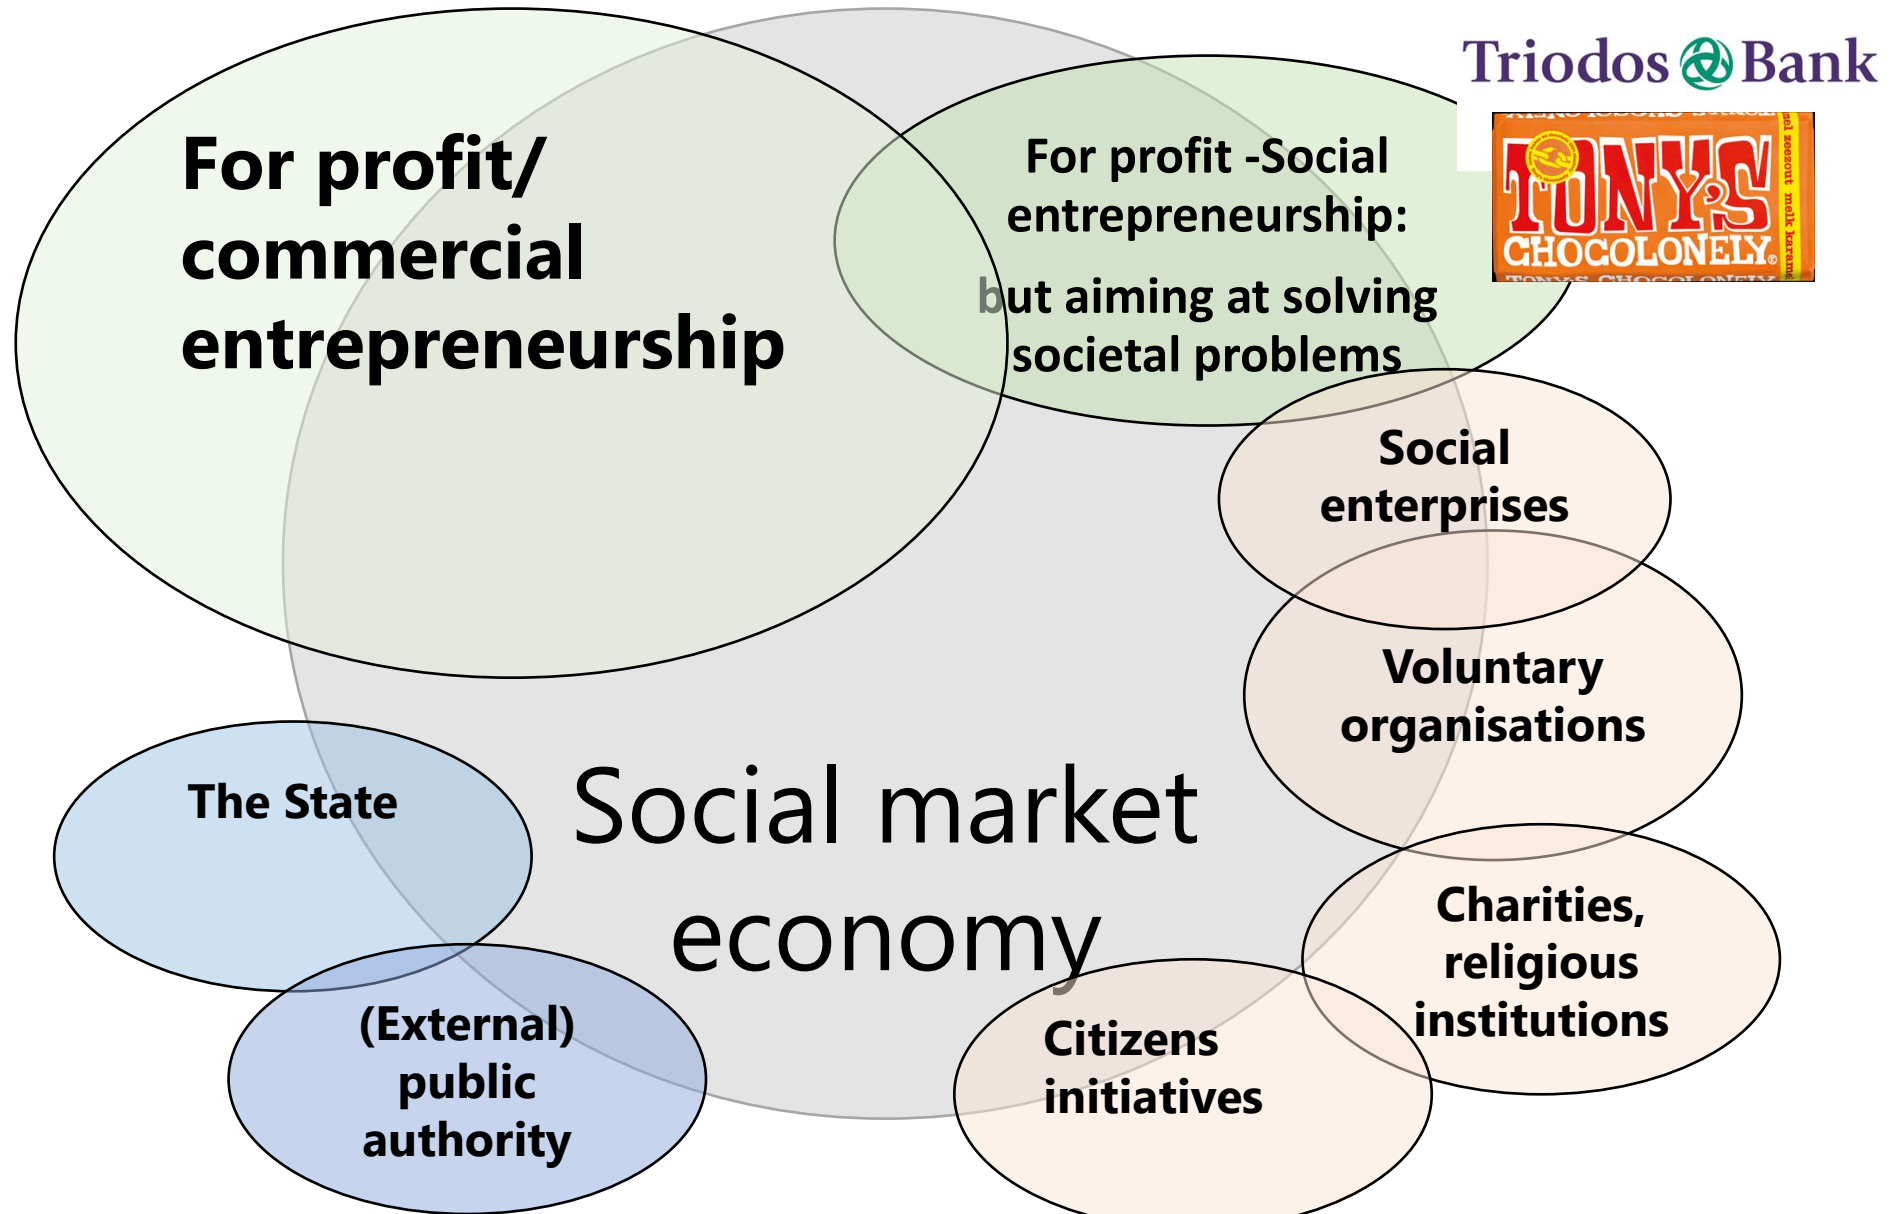 Triodos Bank
For profit/
commercial
entrepreneurship
For profit -Social
entrepreneurship:
but aiming at solving
societal problems
TONY'S
CHOCOLONELY
Social
enterprises
Voluntary
organisations
The State
Social market
economy
Charities,
religious
institutions
(External)
public
authority
Citizens
initiatives